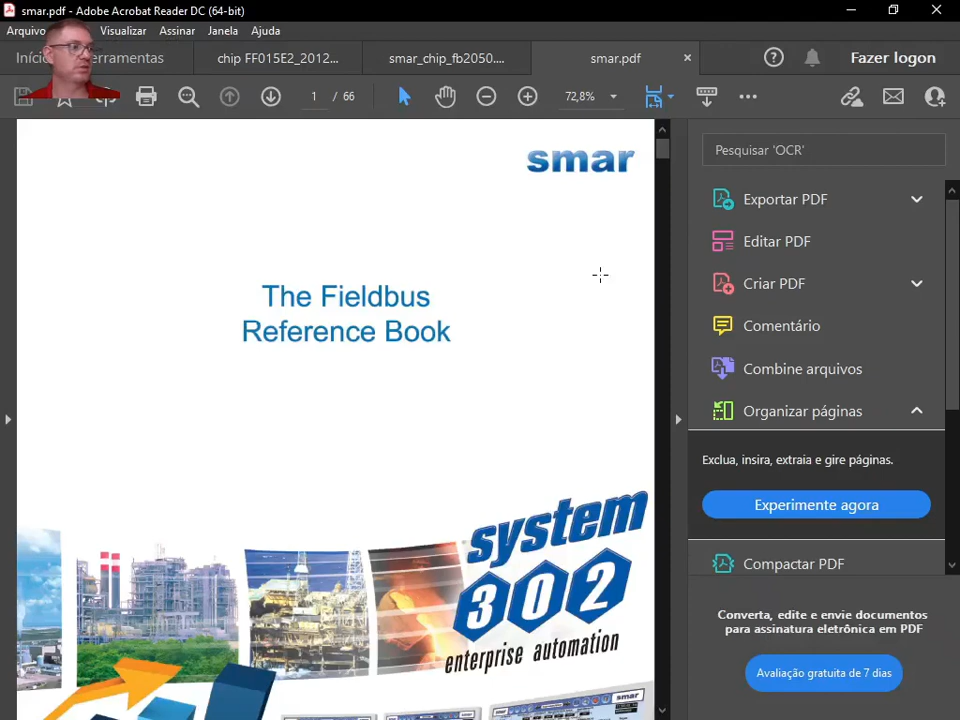 smar.pdf - Adobe Acrobat Reader DC (64-bit)
Arquivo Visualizar Assinar Janela Ajuda
Início erramentas chip FF015E2_2012... smar_chip_fb2050.... smar.pdf × Fazer logon
1 / 66 72,8%
smar
The Fieldbus
Reference Book
system
302
enterprise automation
smar
Pesquisar 'OCR'
Exportar PDF
Editar PDF
Criar PDF
Comentário
Combine arquivos
Organizar páginas
Exclua, insira, extraia e gire páginas.
Experimente agora
Compactar PDF
Converta, edite e envie documentos
para assinatura eletrônica em PDF
Avaliação gratuita de 7 dias